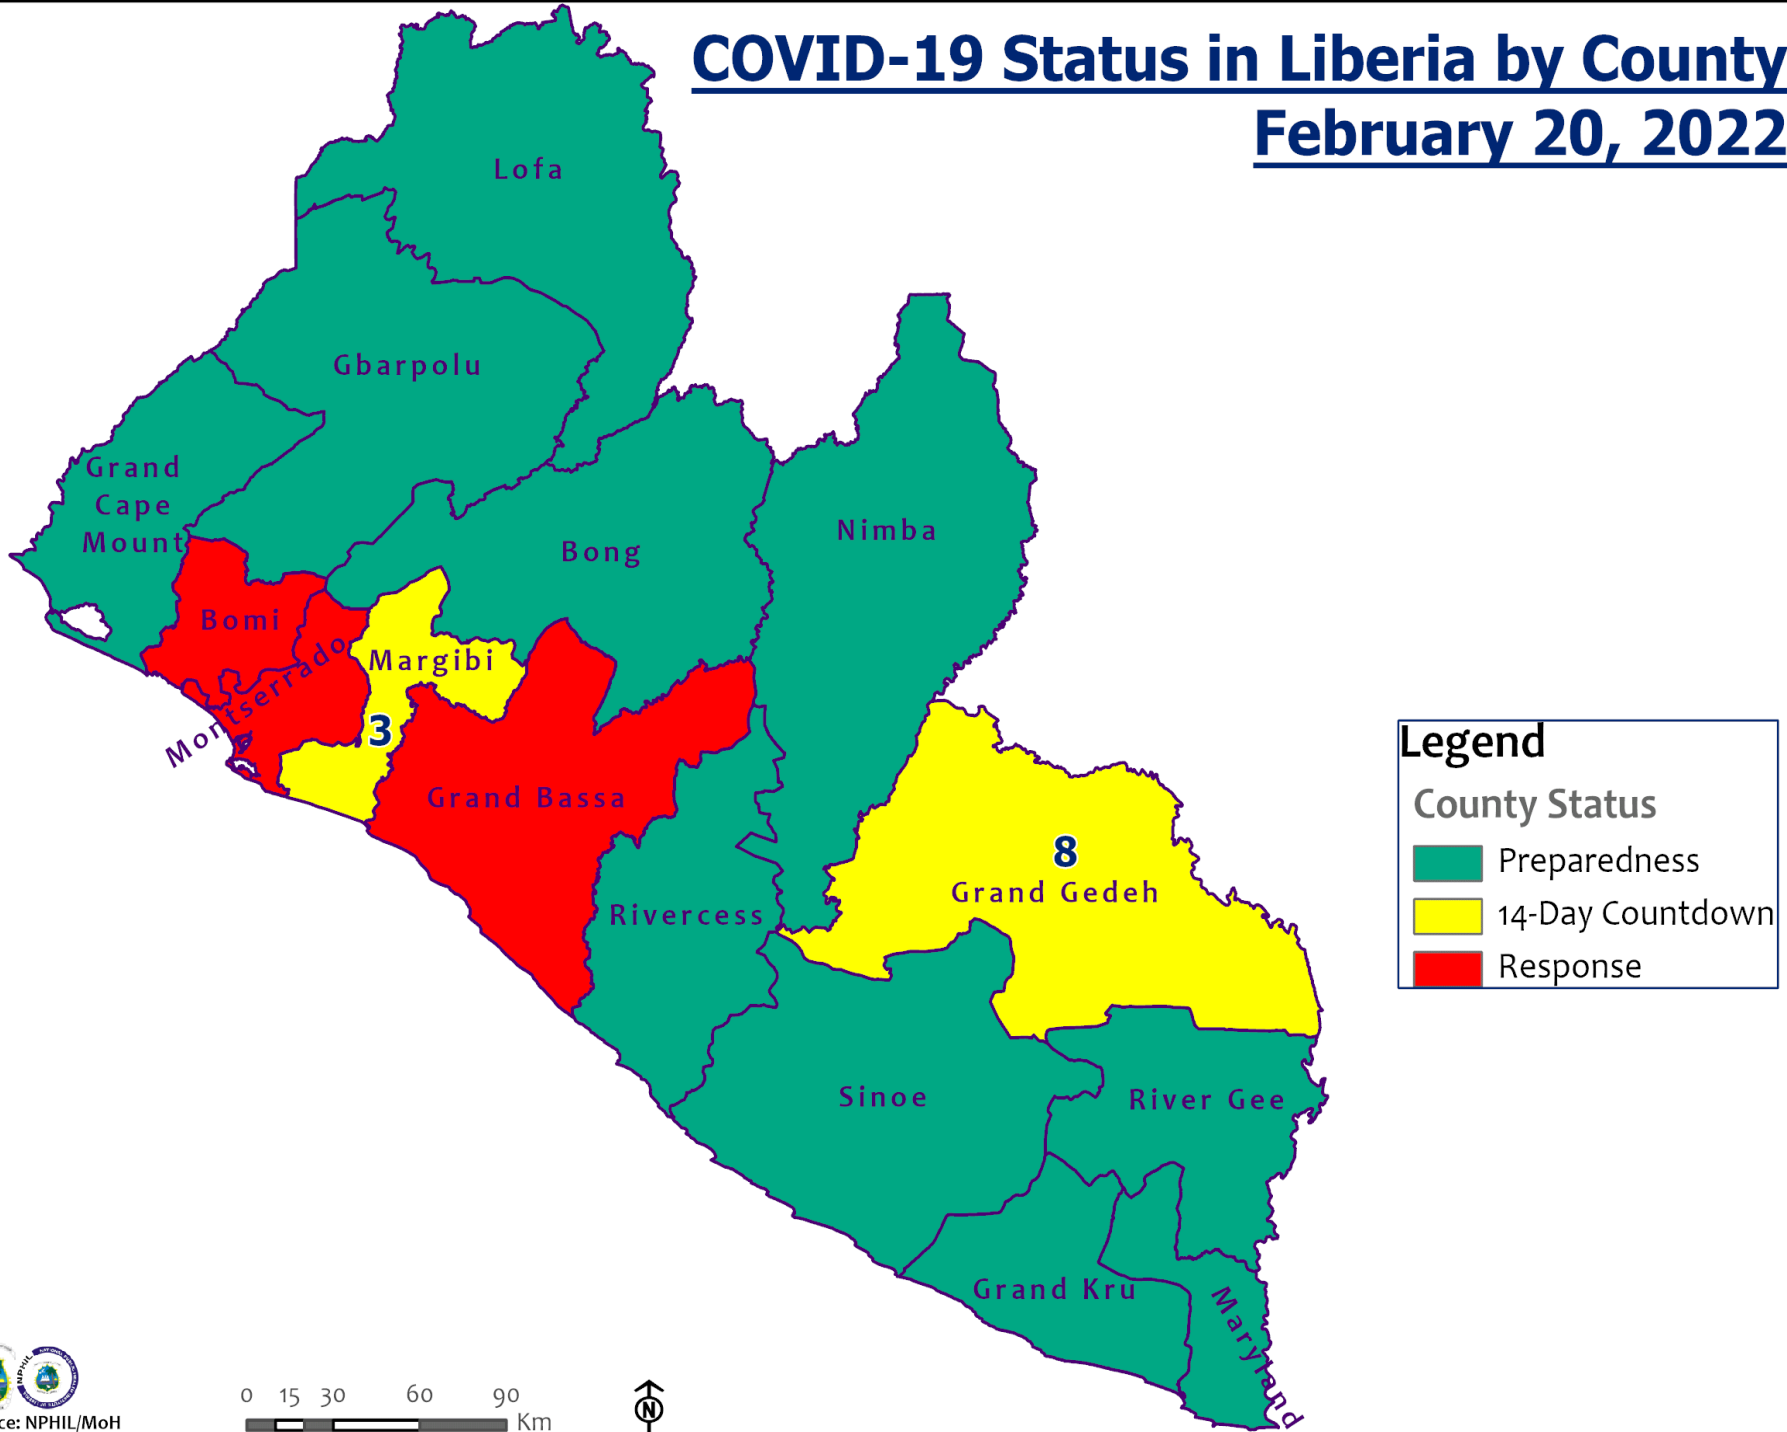 COVID-19 Status in Liberia by County
February 20, 2022
Lofa
Gbarpolu
Grand
Cape
Mount
Bong
Nimba
Bomi
Montserrado
Margibi
3
Grand Bassa
8
Grand Gedeh
Rivercess
Sinoe
River Gee
Grand Kru
Maryland
Legend
County Status
Preparedness
14-Day Countdown
Response
ce: NPHIL/MoH
NPHIL
0 15 30 60 90
Km
N